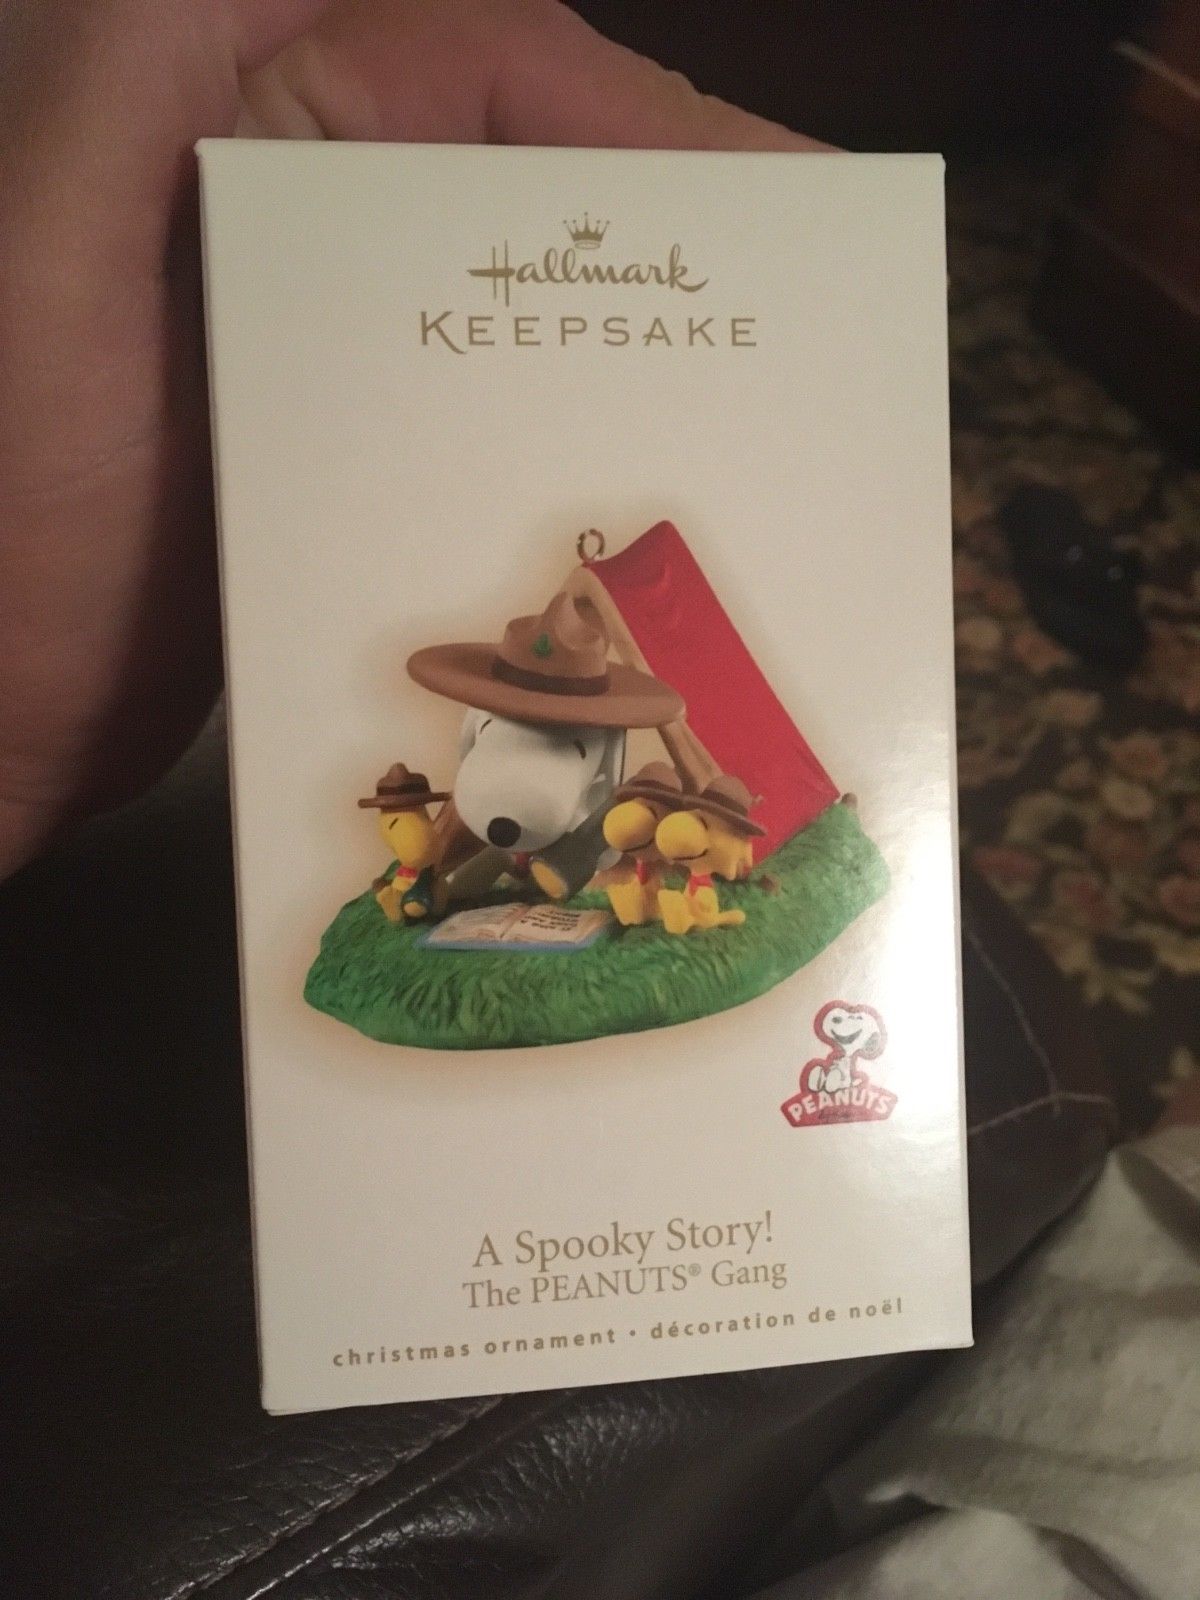 Hallmark
KEEPSAKE
PEANUTS
A Spooky Story!
The PEANUTS® Gang
christmas ornament • décoration de noël